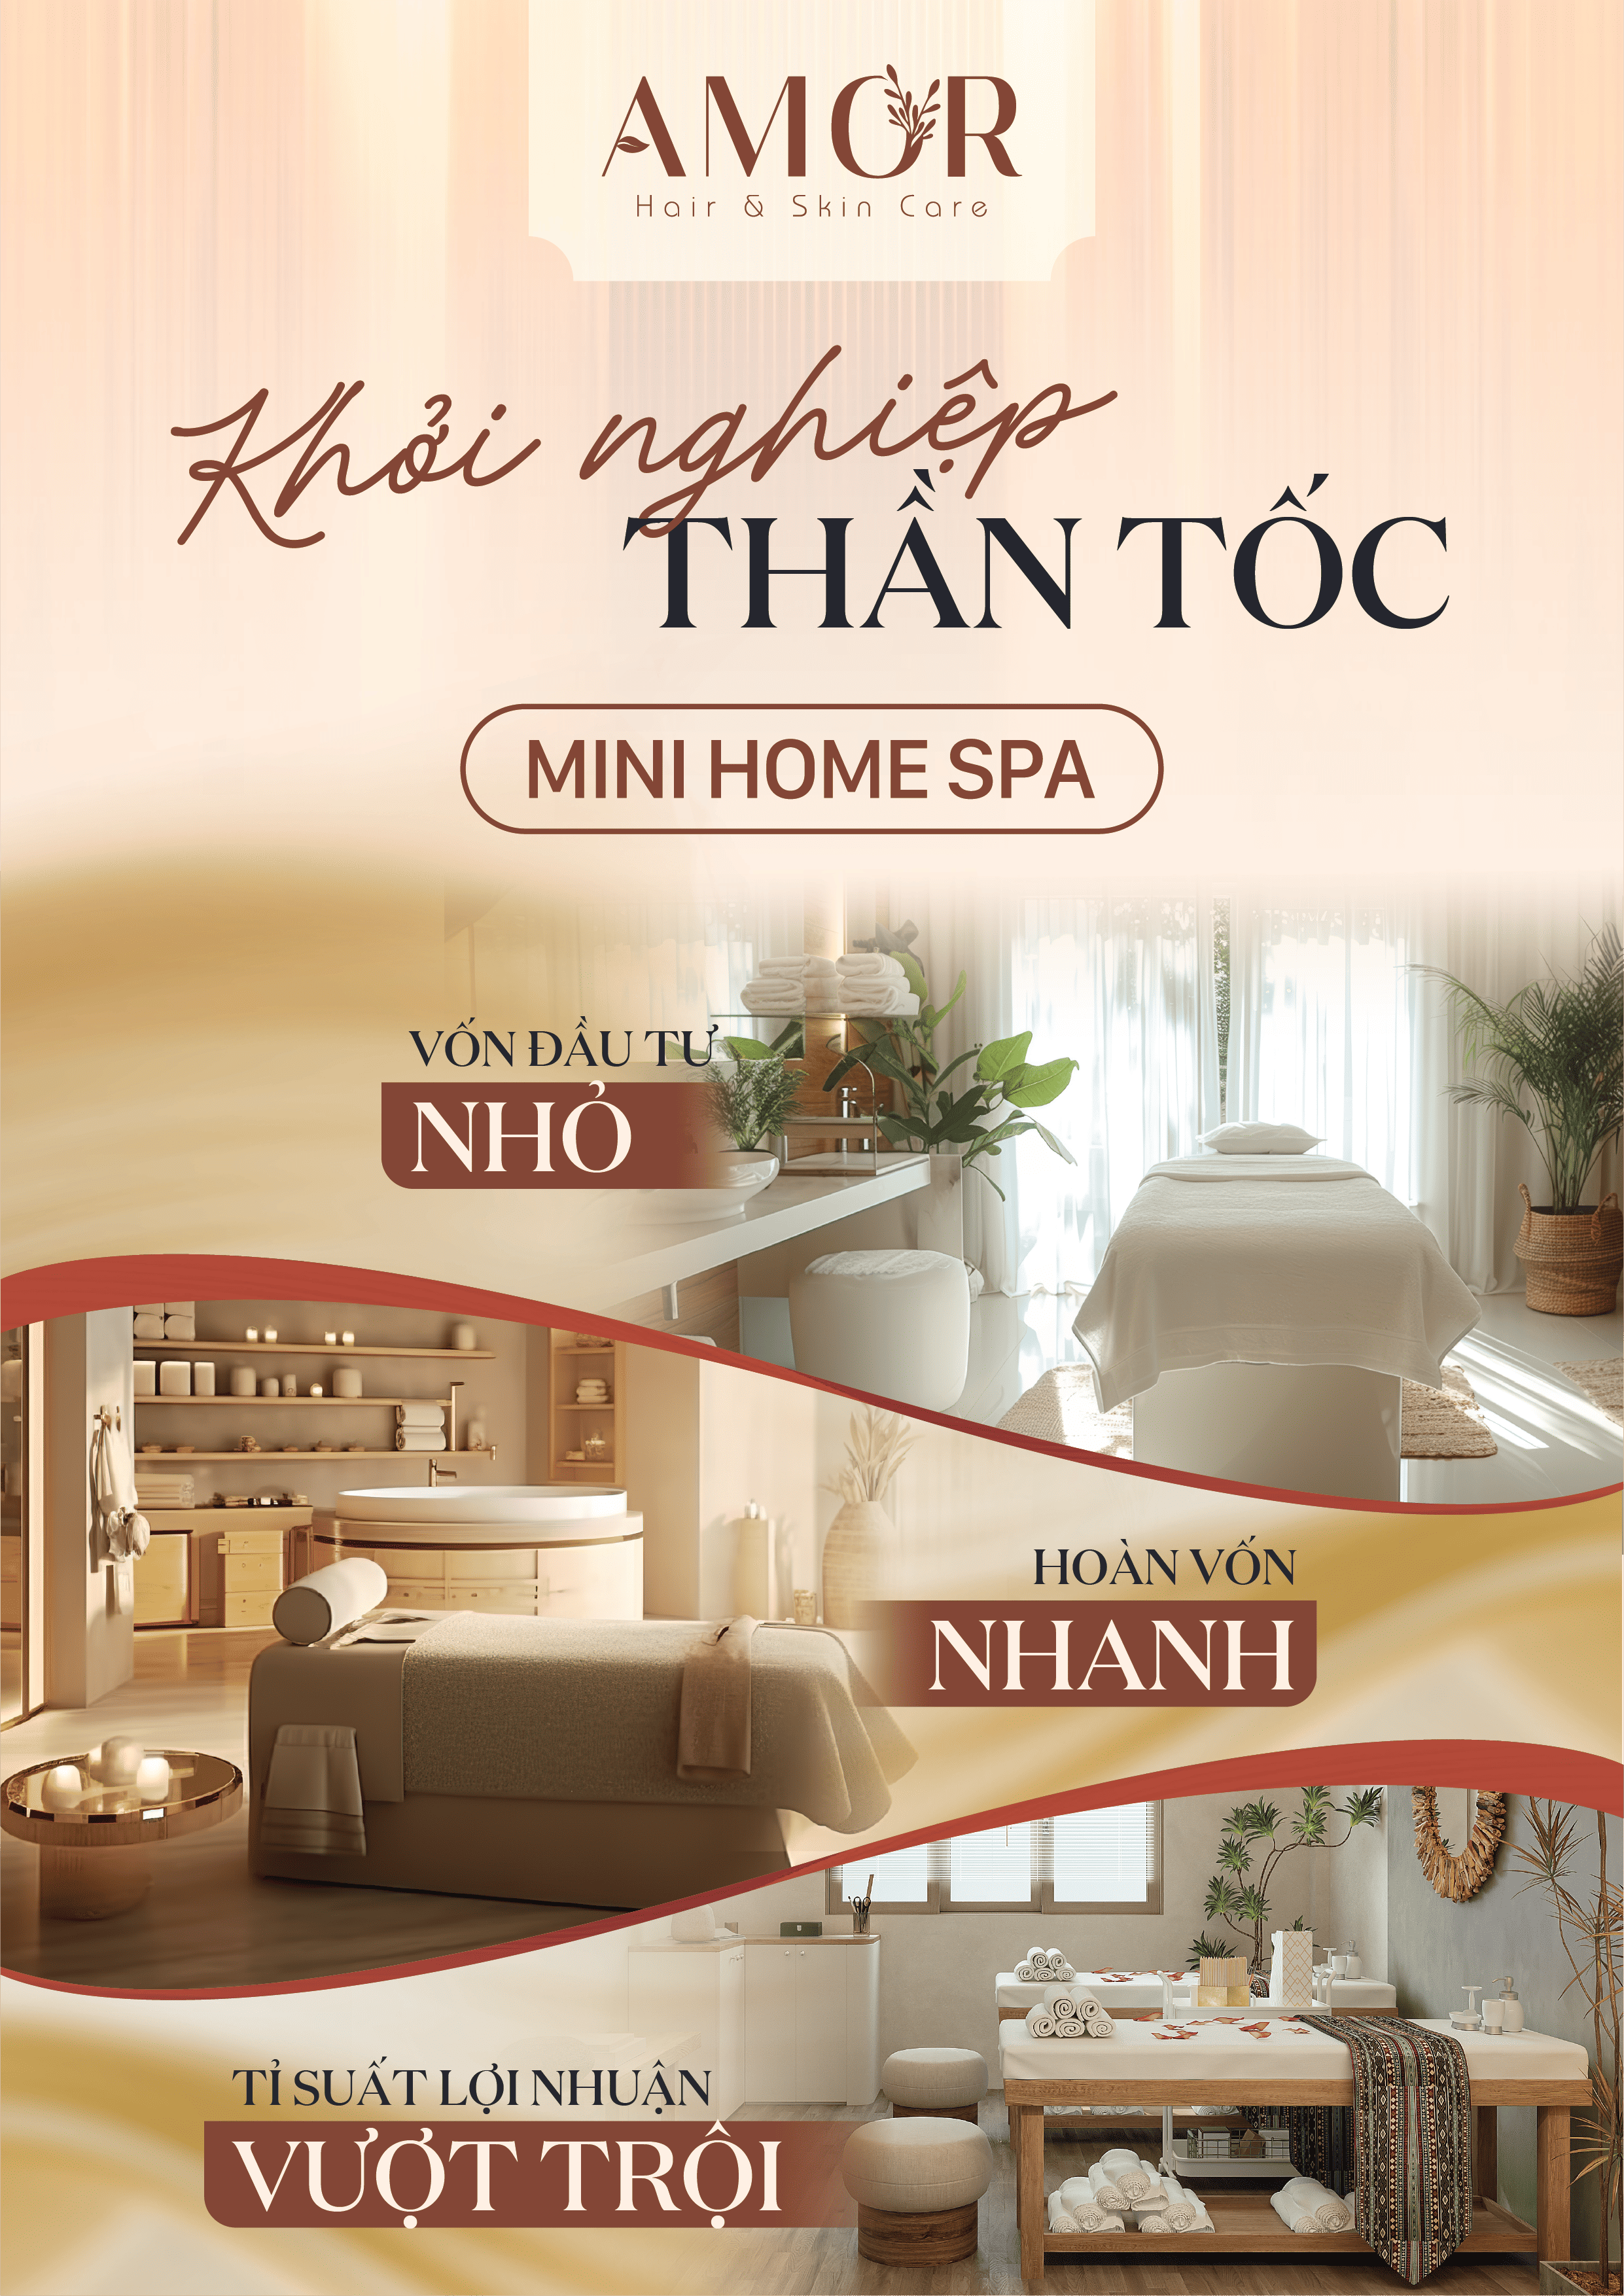 AMOR
Hair & Skin Care
Khởi nghiệp
THẦN TỐC
MINI HOME SPA
VỐN ĐẦU TƯ
NHỎ
HOÀN VỐN
NHANH
TỈ SUẤT LỢI NHUẬN
VƯỢT TRỘI